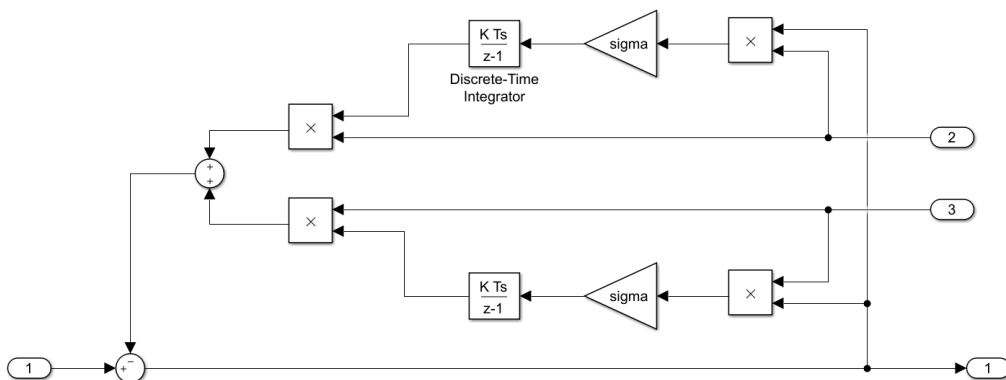 K Ts
z-1
sigma
×
Discrete-Time
Integrator
×
2
+
+
3
×
K Ts
z-1
sigma
×
1
+
−
1